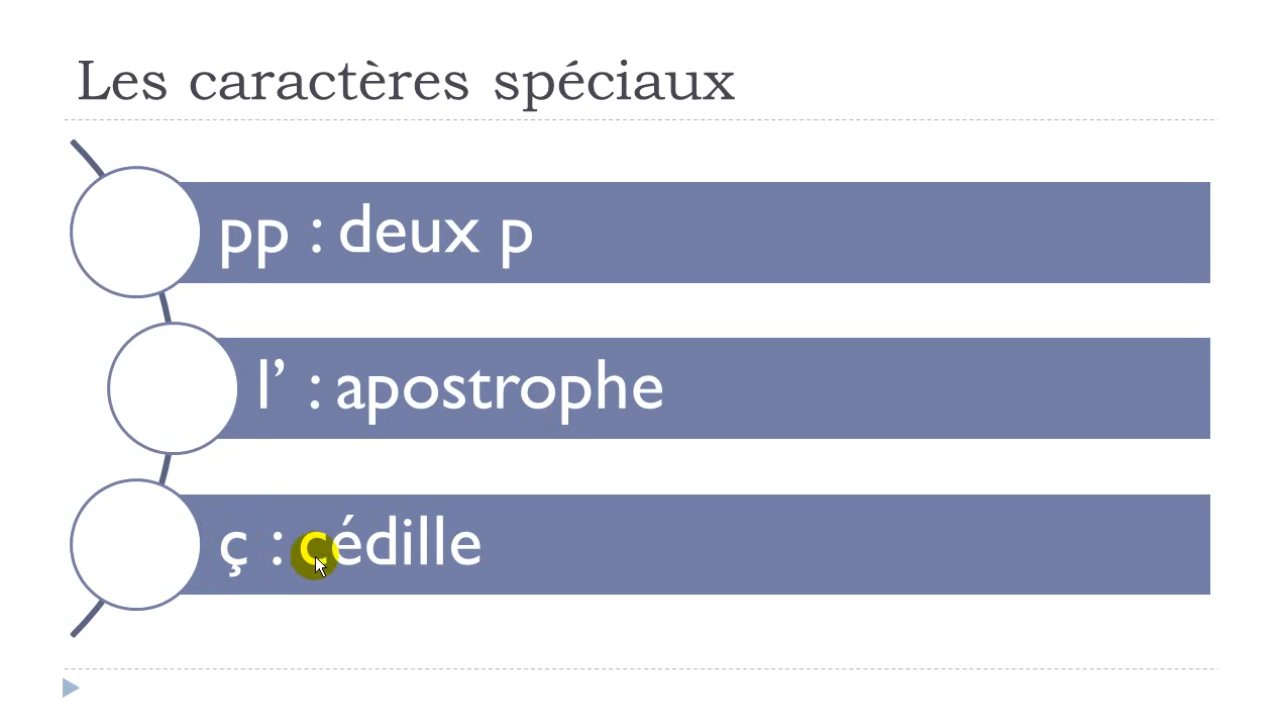 Les caractères spéciaux
pp : deux p
l’ : apostrophe
ç : cédille